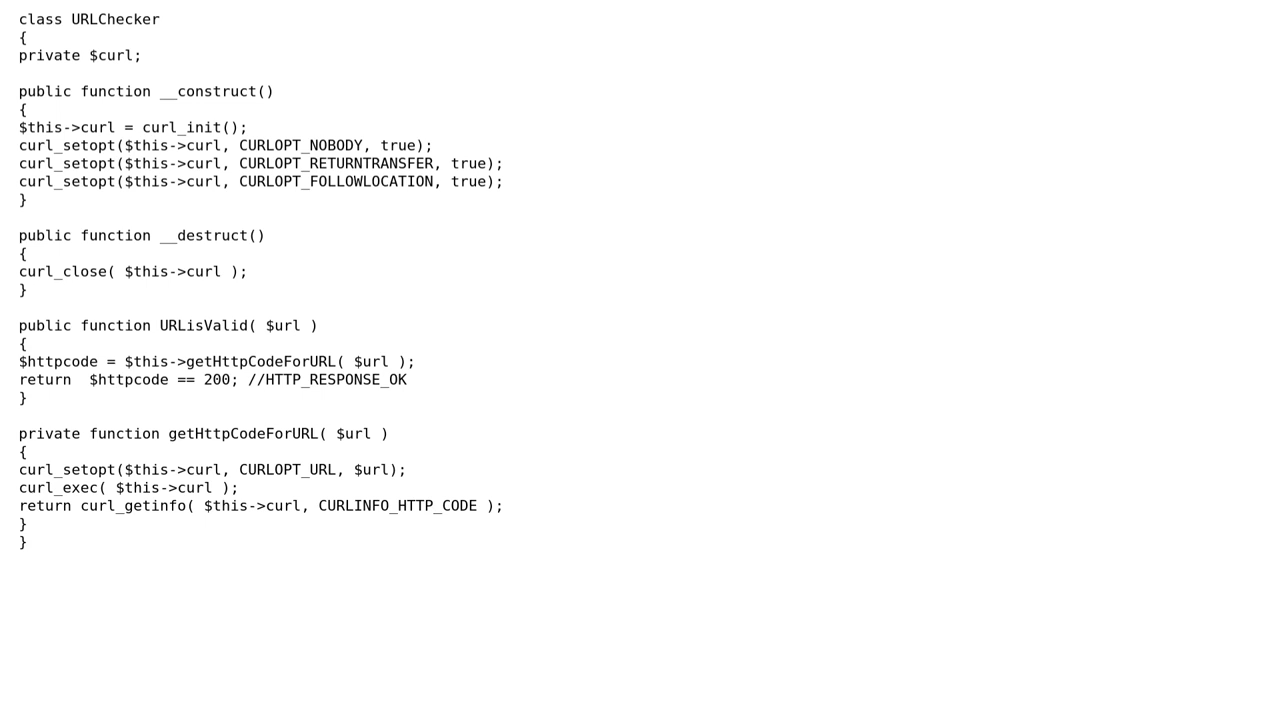 class URLChecker
{
private $curl;

public function __construct()
{
$this->curl = curl_init();
curl_setopt($this->curl, CURLOPT_NOBODY, true);
curl_setopt($this->curl, CURLOPT_RETURNTRANSFER, true);
curl_setopt($this->curl, CURLOPT_FOLLOWLOCATION, true);
}

public function __destruct()
{
curl_close( $this->curl );
}

public function URLisValid( $url )
{
$httpcode = $this->getHttpCodeForURL( $url );
return  $httpcode == 200; //HTTP_RESPONSE_OK
}

private function getHttpCodeForURL( $url )
{
curl_setopt($this->curl, CURLOPT_URL, $url);
curl_exec( $this->curl );
return curl_getinfo( $this->curl, CURLINFO_HTTP_CODE );
}
}